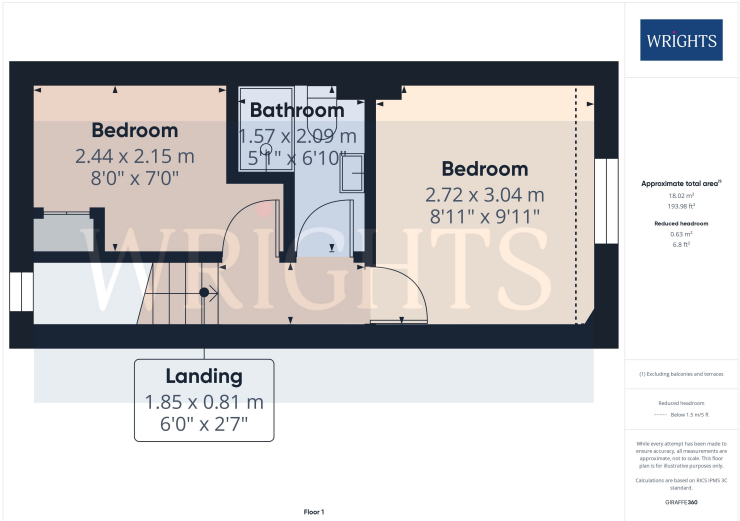 WRIGHTS
Bedroom
2.44 x 2.15 m
8'0" x 7'0"
Bathroom
1.57 x 2.09 m
5'1" x 6'10"
Bedroom
2.72 x 3.04 m
8'11" x 9'11"
WRIGHTS
Landing
1.85 x 0.81 m
6'0" x 2'7"
Floor 1
Approximate total area(1)
18.02 m²
193.98 ft²
Reduced headroom
0.63 m²
6.8 ft²
(1) Excluding balconies and terraces
Reduced headroom
Below 1.5 m/5 ft
While every attempt has been made to
ensure accuracy, all measurements are
approximate, not to scale. This floor
plan is for illustrative purposes only.
Calculations are based on RICS IPMS 3C
standard.
GIRAFFE360